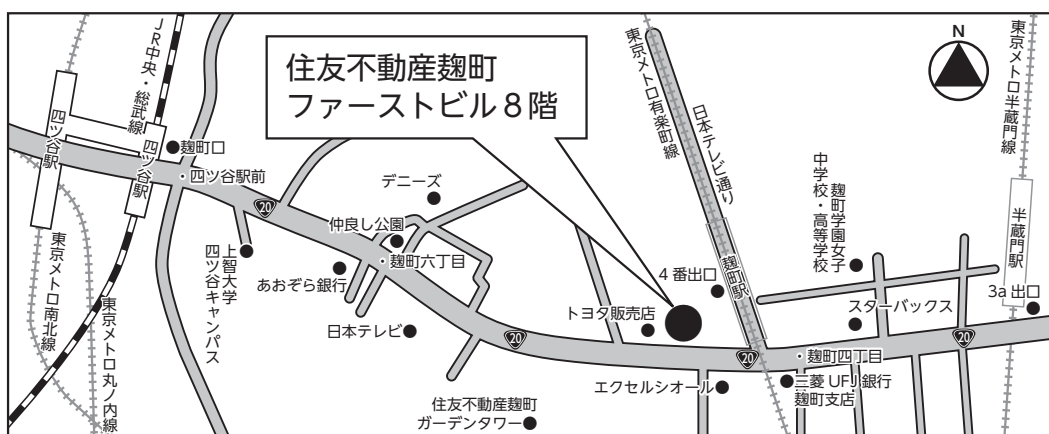 住友不動産麹町
ファーストビル8階
N
JR中央・総武線
四ツ谷駅
四ツ谷駅
麹町口
・四ツ谷駅前
20
東京メトロ南北線
東京メトロ丸ノ内線
上智大学
四ツ谷キャンパス
デニーズ
仲良し公園
・麹町六丁目
あおぞら銀行
日本テレビ
20
住友不動産麹町
ガーデンタワー
東京メトロ有楽町線
日本テレビ通り
麹町駅
4番出口
トヨタ販売店
20
エクセルシオール
・麹町四丁目
三菱UFJ銀行
麹町支店
麹町学園女子
中学校・高等学校
スターバックス
20
東京メトロ半蔵門線
半蔵門駅
3a出口